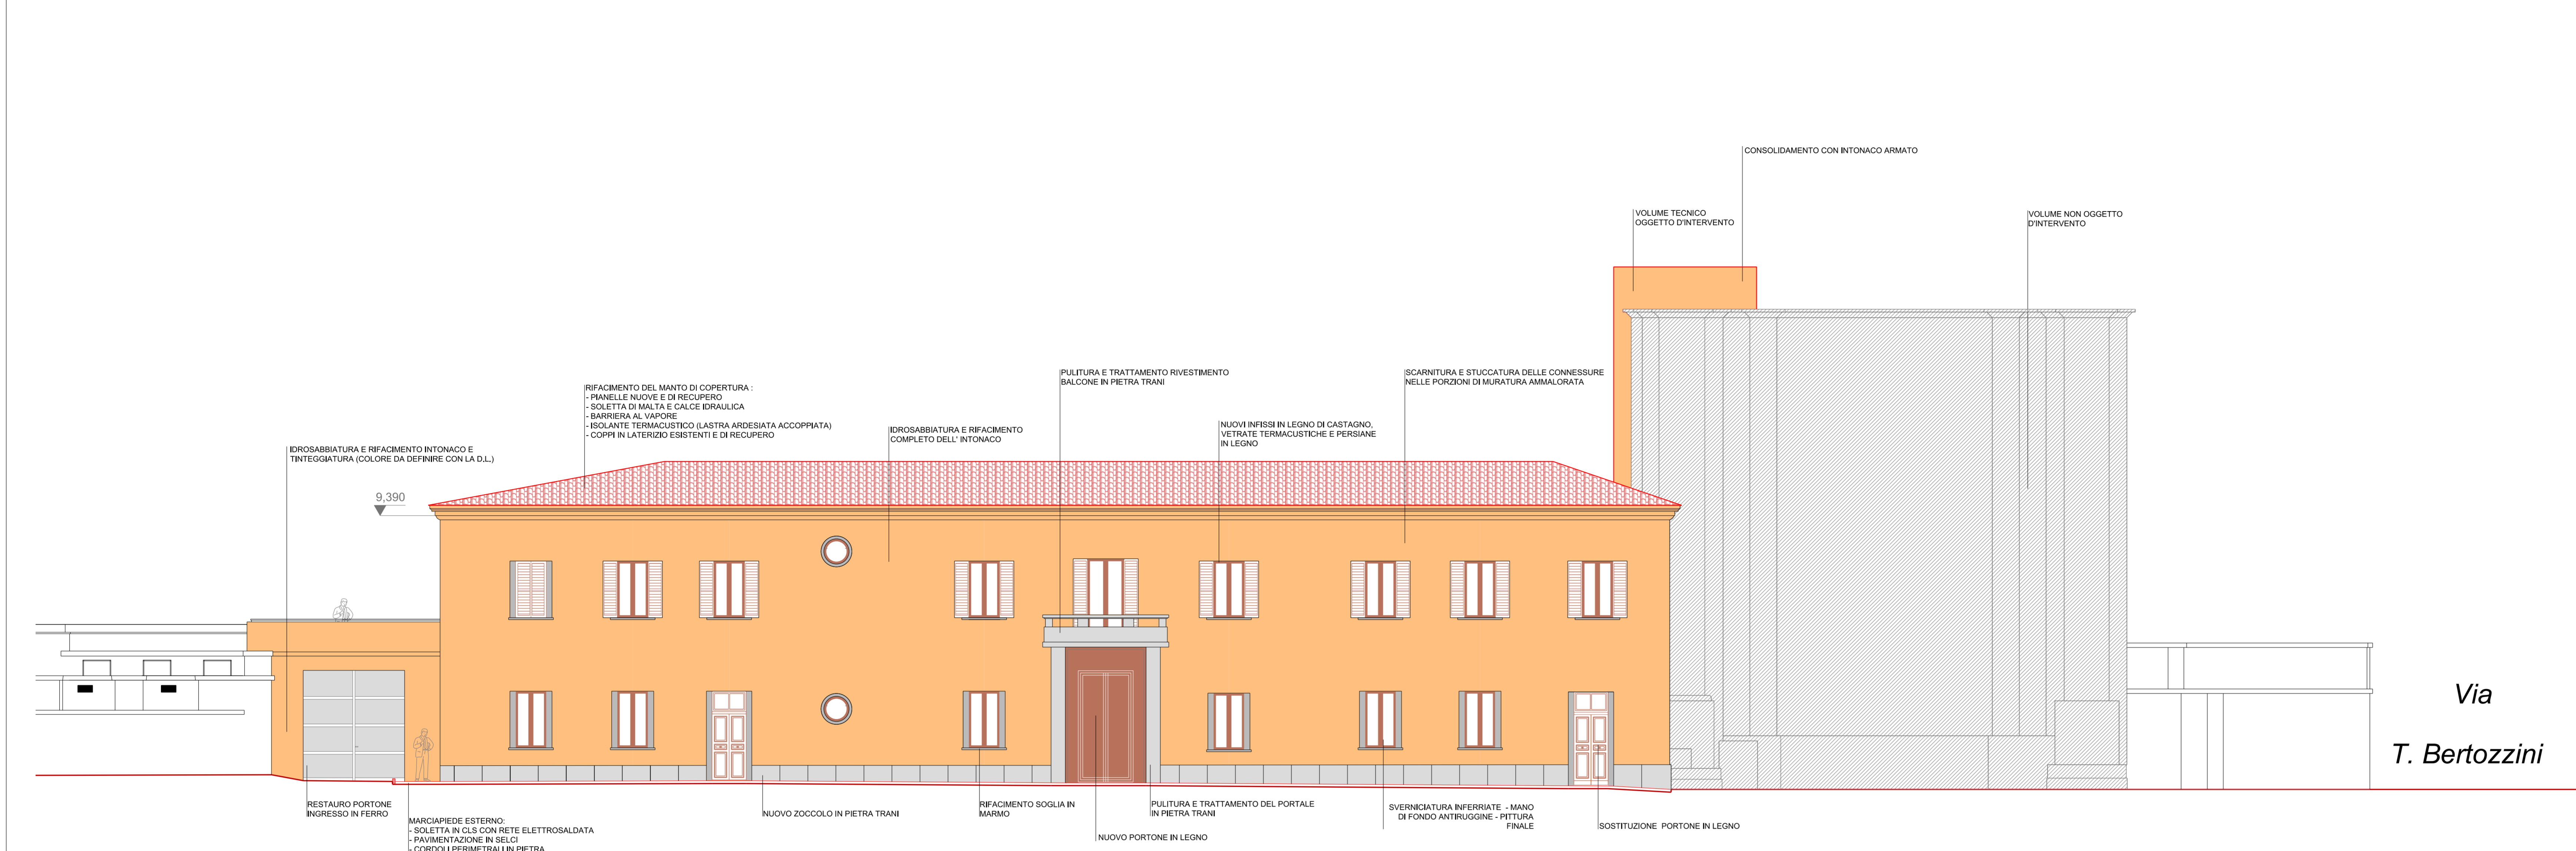 CONSOLIDAMENTO CON INTONACO ARMATO
VOLUME TECNICO
OGGETTO D'INTERVENTO
VOLUME NON OGGETTO
D'INTERVENTO
PULITURA E TRATTAMENTO RIVESTIMENTO
BALCONE IN PIETRA TRANI
SCARNITURA E STUCCATURA DELLE CONNESSURE
NELLE PORZIONI DI MURATURA AMMALORATA
RIFACIMENTO DEL MANTO DI COPERTURA :
- PIANELLE NUOVE E DI RECUPERO
- SOLETTA DI MALTA E CALCE IDRAULICA
- BARRIERA AL VAPORE
- ISOLANTE TERMACUSTICO (LASTRA ARDESIATA ACCOPPIATA)
- COPPI IN LATERIZIO ESISTENTI E DI RECUPERO
IDROSABBIATURA E RIFACIMENTO
COMPLETO DELL' INTONACO
NUOVI INFISSI IN LEGNO DI CASTAGNO,
VETRATE TERMACUSTICHE E PERSIANE
IN LEGNO
IDROSABBIATURA E RIFACIMENTO INTONACO E
TINTEGGIATURA (COLORE DA DEFINIRE CON LA D.L.)
9,390
Via
T. Bertozzini
RESTAURO PORTONE
INGRESSO IN FERRO
MARCIAPIEDE ESTERNO:
- SOLETTA IN CLS CON RETE ELETTROSALDATA
- PAVIMENTAZIONE IN SELCI
- CORDOLI PERIMETRALI IN PIETRA
NUOVO ZOCCOLO IN PIETRA TRANI
RIFACIMENTO SOGLIA IN
MARMO
NUOVO PORTONE IN LEGNO
PULITURA E TRATTAMENTO DEL PORTALE
IN PIETRA TRANI
SVERNICIATURA INFERRIATE - MANO
DI FONDO ANTIRUGGINE - PITTURA
FINALE
SOSTITUZIONE PORTONE IN LEGNO